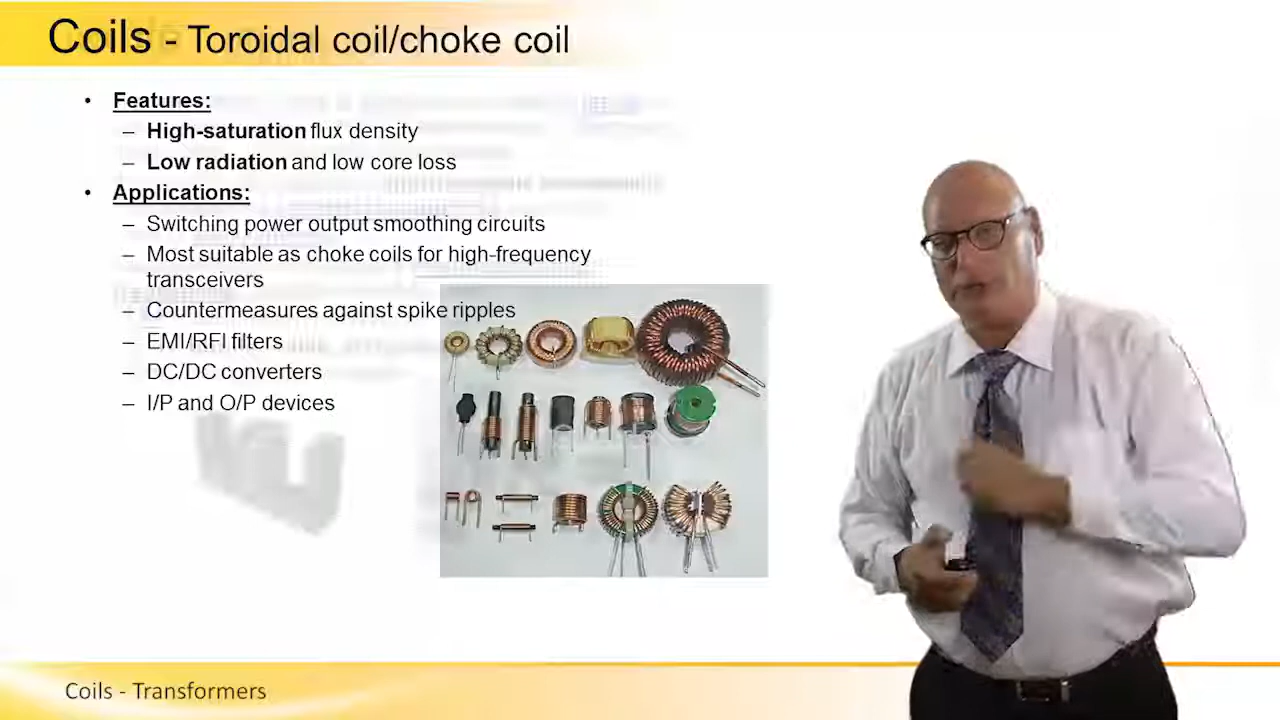 Coils - Toroidal coil/choke coil
• Features:
– High-saturation flux density
– Low radiation and low core loss
• Applications:
– Switching power output smoothing circuits
– Most suitable as choke coils for high-frequency
transceivers
– Countermeasures against spike ripples
– EMI/RFI filters
– DC/DC converters
– I/P and O/P devices
Coils - Transformers